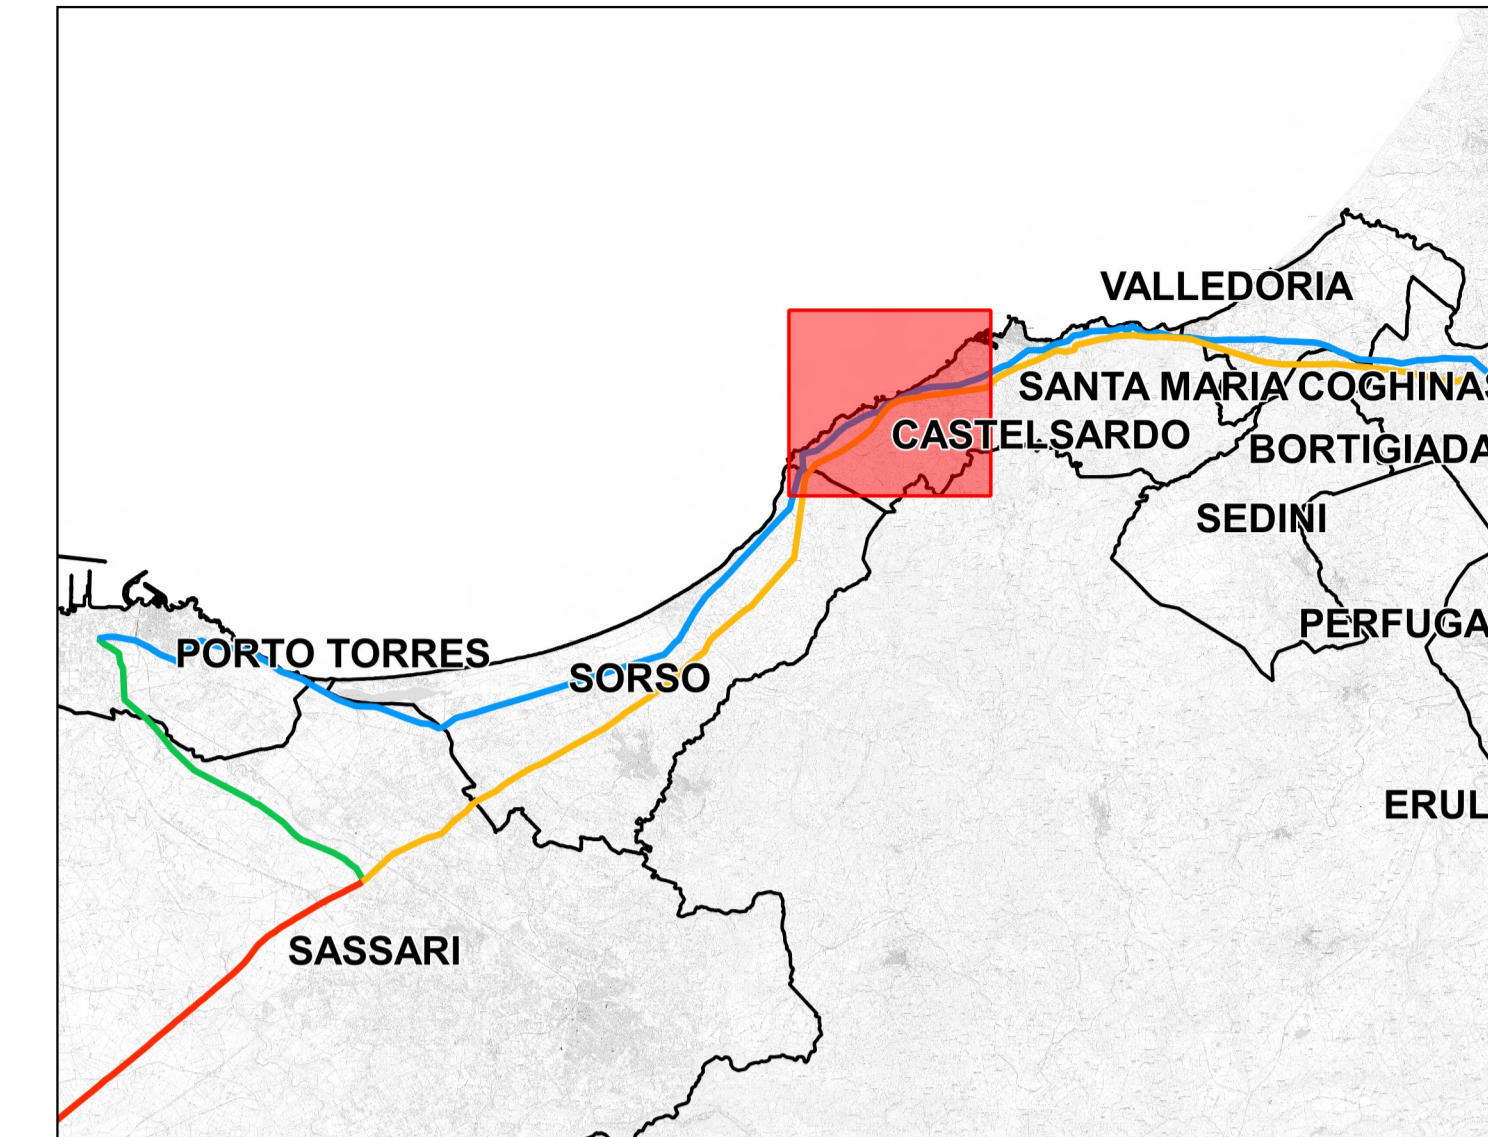 VALLEDORIA
SANTA MARIA COGHINAS
CASTELSARDO
BORTIGIADA
SEDINI
PERFUGA
PORTO TORRES
SORSO
ERUL
SASSARI